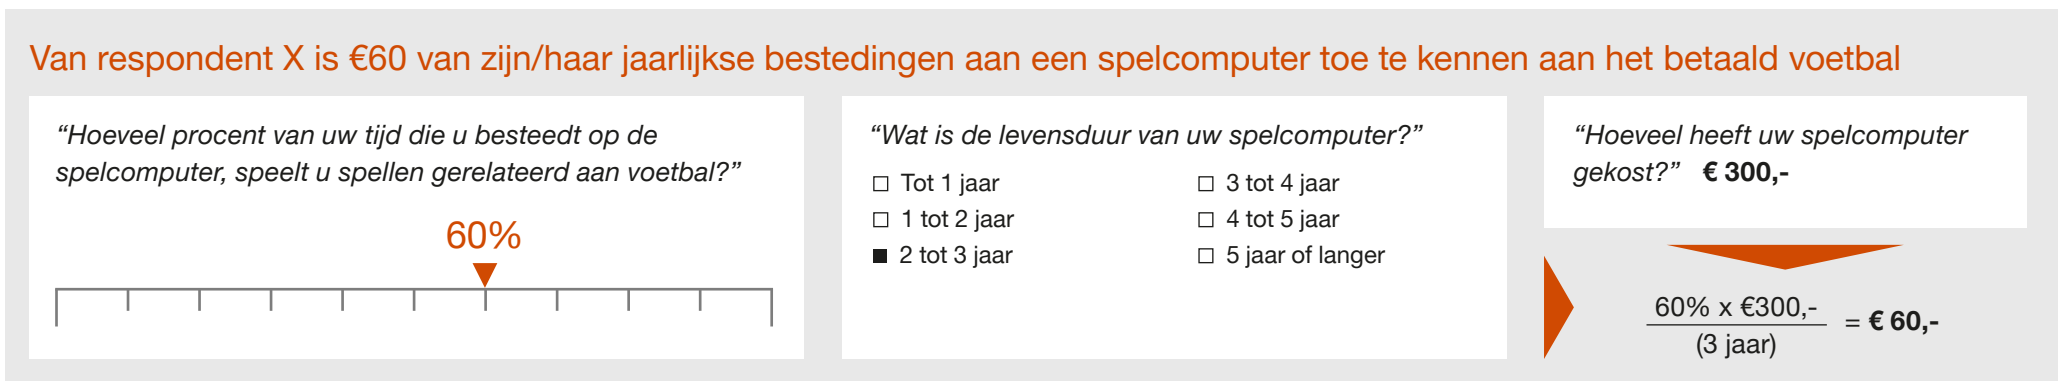 Van respondent X is €60 van zijn/haar jaarlijkse bestedingen aan een spelcomputer toe te kennen aan het betaald voetbal
“Hoeveel procent van uw tijd die u besteedt op de
spelcomputer, speelt u spellen gerelateerd aan voetbal?”
60%
“Wat is de levensduur van uw spelcomputer?”
□ Tot 1 jaar
□ 1 tot 2 jaar
■ 2 tot 3 jaar
□ 3 tot 4 jaar
□ 4 tot 5 jaar
□ 5 jaar of langer
“Hoeveel heeft uw spelcomputer
gekost?” € 300,-
60% x €300,-
(3 jaar)
= € 60,-